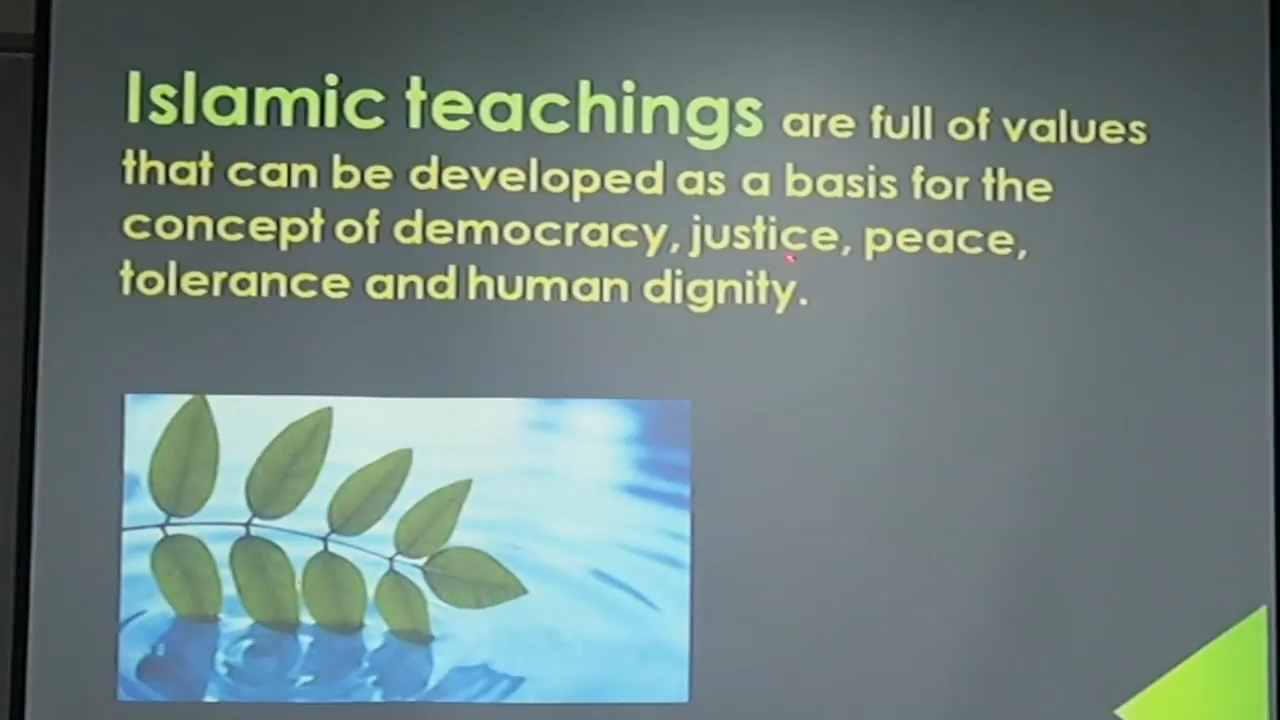 Islamic teachings are full of values
that can be developed as a basis for the
concept of democracy, justice, peace,
tolerance and human dignity.